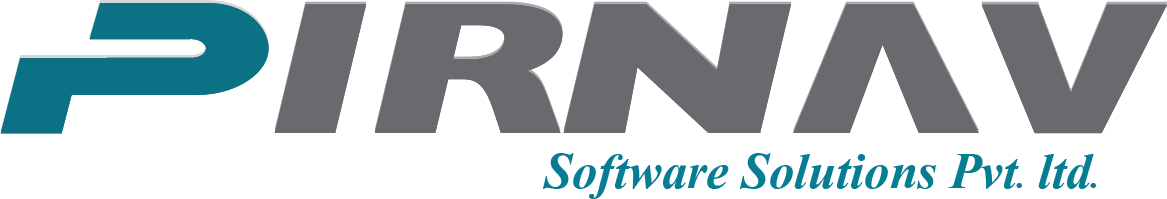 PIRNAV
Software Solutions Pvt. ltd.